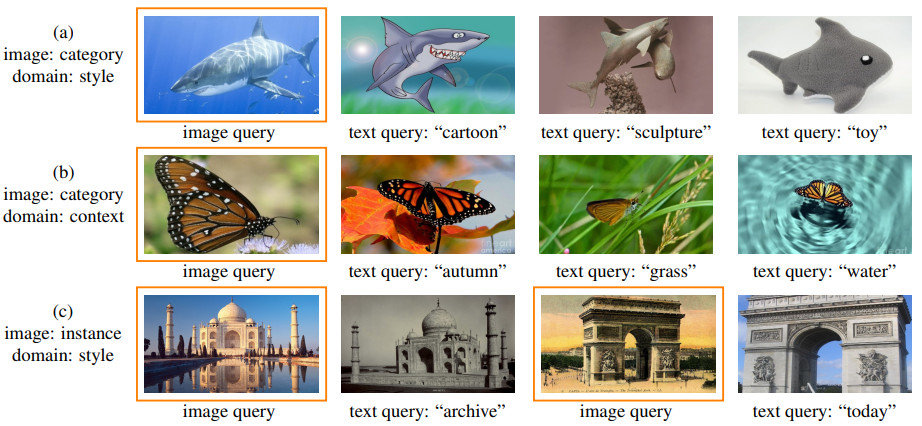 (a)
image: category
domain: style
image query
text query: “cartoon”
text query: “sculpture”
text query: “toy”
(b)
image: category
domain: context
image query
text query: “autumn”
text query: “grass”
text query: “water”
(c)
image: instance
domain: style
image query
text query: “archive”
image query
text query: “today”